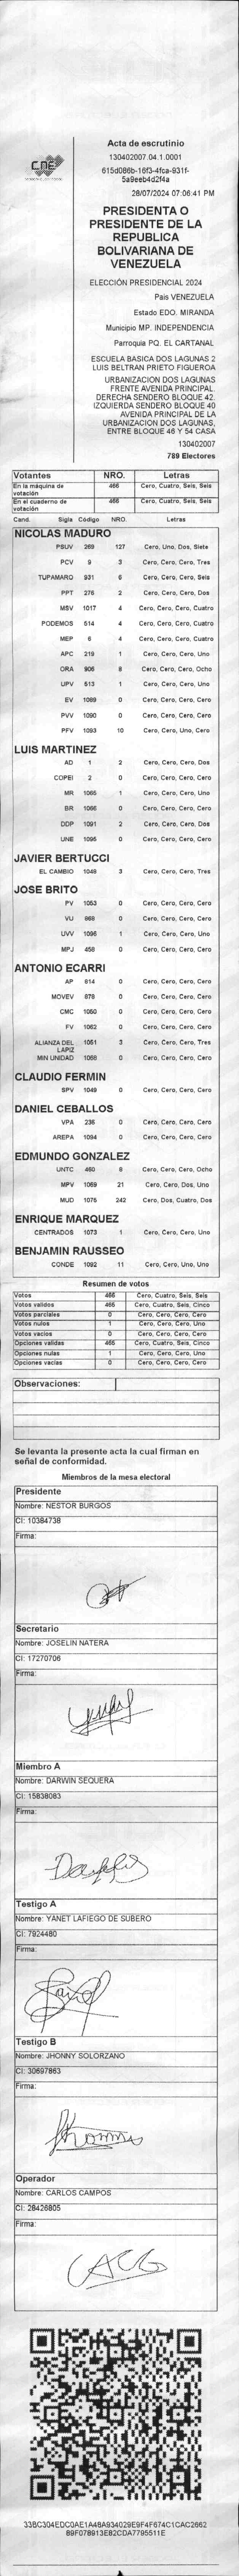 CNE
Acta de escrutinio
130402007.04.1.0001
615d086b-16f3-4fca-931f-
5a9eeb4d2f4a
28/07/2024 07:06:41 PM
PRESIDENTA O
PRESIDENTE DE LA
REPUBLICA
BOLIVARIANA DE
VENEZUELA
ELECCIÓN PRESIDENCIAL 2024
Pais VENEZUELA
Estado EDO. MIRANDA
Municipio MP. INDEPENDENCIA
Parroquia PQ. EL CARTANAL
ESCUELA BASICA DOS LAGUNAS 2
LUIS BELTRAN PRIETO FIGUEROA
URBANIZACION DOS LAGUNAS
FRENTE AVENIDA PRINCIPAL.
DERECHA SENDERO BLOQUE 42.
IZQUIERDA SENDERO BLOQUE 40
AVENIDA PRINCIPAL DE LA
URBANIZACION DOS LAGUNAS,
ENTRE BLOQUE 46 Y 54 CASA
130402007
789 Electores
Votantes NRO. Letras
En la máquina de votación 466 Cero, Cuatro, Seis, Seis
En el cuaderno de votación 466 Cero, Cuatro, Seis, Seis
Cand. Sigla Código NRO. Letras
NICOLAS MADURO
PSUV 269 127 Cero, Uno, Dos, Siete
PCV 9 3 Cero, Cero, Cero, Tres
TUPAMARO 931 6 Cero, Cero, Cero, Seis
PPT 276 2 Cero, Cero, Cero, Dos
MSV 1017 4 Cero, Cero, Cero, Cuatro
PODEMOS 514 4 Cero, Cero, Cero, Cuatro
MEP 6 4 Cero, Cero, Cero, Cuatro
APC 219 1 Cero, Cero, Cero, Uno
ORA 906 8 Cero, Cero, Cero, Ocho
UPV 513 1 Cero, Cero, Cero, Uno
EV 1089 0 Cero, Cero, Cero, Cero
PVV 1090 0 Cero, Cero, Cero, Cero
PFV 1093 10 Cero, Cero, Uno, Cero
LUIS MARTINEZ
AD 1 2 Cero, Cero, Cero, Dos
COPEI 2 0 Cero, Cero, Cero, Cero
MR 1065 1 Cero, Cero, Cero, Uno
BR 1066 0 Cero, Cero, Cero, Cero
DDP 1091 2 Cero, Cero, Cero, Dos
UNE 1095 0 Cero, Cero, Cero, Cero
JAVIER BERTUCCI
EL CAMBIO 1048 3 Cero, Cero, Cero, Tres
JOSE BRITO
PV 1053 0 Cero, Cero, Cero, Cero
VU 868 0 Cero, Cero, Cero, Cero
UVV 1096 1 Cero, Cero, Cero, Uno
MPJ 458 0 Cero, Cero, Cero, Cero
ANTONIO ECARRI
AP 814 0 Cero, Cero, Cero, Cero
MOVEV 878 0 Cero, Cero, Cero, Cero
CMC 1050 0 Cero, Cero, Cero, Cero
FV 1062 0 Cero, Cero, Cero, Cero
ALIANZA DEL LAPIZ 1051 3 Cero, Cero, Cero, Tres
MIN UNIDAD 1068 0 Cero, Cero, Cero, Cero
CLAUDIO FERMIN
SPV 1049 0 Cero, Cero, Cero, Cero
DANIEL CEBALLOS
VPA 236 0 Cero, Cero, Cero, Cero
AREPA 1094 0 Cero, Cero, Cero, Cero
EDMUNDO GONZALEZ
UNTC 460 8 Cero, Cero, Cero, Ocho
MPV 1069 21 Cero, Cero, Dos, Uno
MUD 1075 242 Cero, Dos, Cuatro, Dos
ENRIQUE MARQUEZ
CENTRADOS 1073 1 Cero, Cero, Cero, Uno
BENJAMIN RAUSSEO
CONDE 1092 11 Cero, Cero, Uno, Uno
Resumen de votos
Votos 466 Cero, Cuatro, Seis, Seis
Votos validos 465 Cero, Cuatro, Seis, Cinco
Votos parciales 0 Cero, Cero, Cero, Cero
Votos nulos 1 Cero, Cero, Cero, Uno
Votos vacios 0 Cero, Cero, Cero, Cero
Opciones validas 465 Cero, Cuatro, Seis, Cinco
Opciones nulas 1 Cero, Cero, Cero, Uno
Opciones vacias 0 Cero, Cero, Cero, Cero
Observaciones:
Se levanta la presente acta la cual firman en
señal de conformidad.
Miembros de la mesa electoral
Presidente
Nombre: NESTOR BURGOS
CI: 10384738
Firma:
Secretario
Nombre: JOSELIN NATERA
CI: 17270706
Firma:
Miembro A
Nombre: DARWIN SEQUERA
CI: 15838083
Firma:
Testigo A
Nombre: YANET LAFIEGO DE SUBERO
CI: 7924480
Firma:
Testigo B
Nombre: JHONNY SOLORZANO
CI: 30697863
Firma:
Operador
Nombre: CARLOS CAMPOS
CI: 28426805
Firma:
33BC304EDC0AE1A48A934029E9F4F674C1CAC2662
89F078913E82CDA7795511E